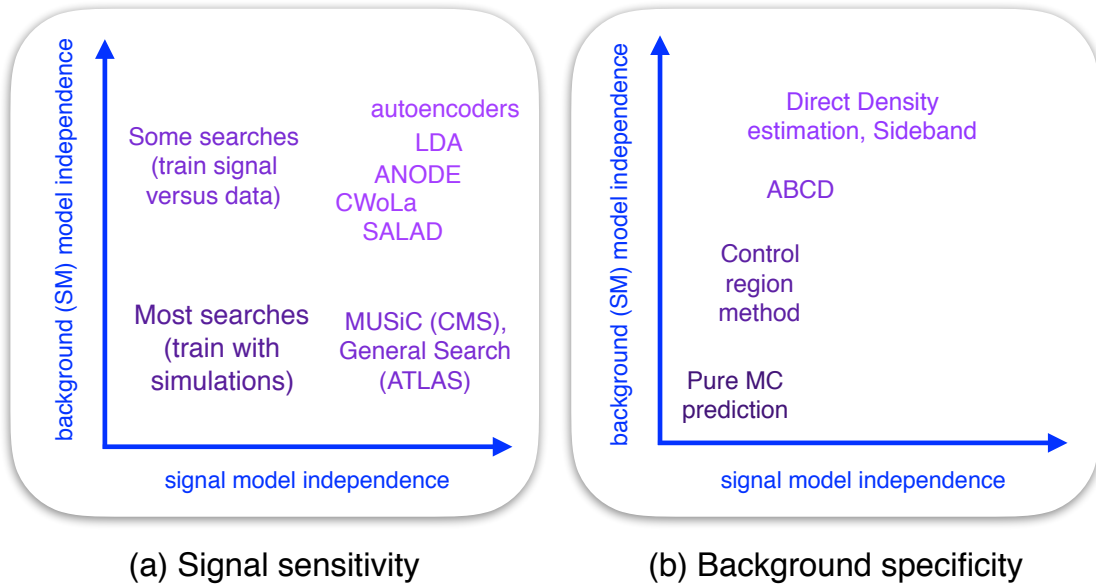 background (SM) model independence
Some searches
(train signal
versus data)
autoencoders
LDA
ANODE
CWoLa
SALAD
Most searches
(train with
simulations)
MUSiC (CMS),
General Search
(ATLAS)
signal model independence
(a) Signal sensitivity
background (SM) model independence
Direct Density
estimation, Sideband
ABCD
Control
region
method
Pure MC
prediction
signal model independence
(b) Background specificity